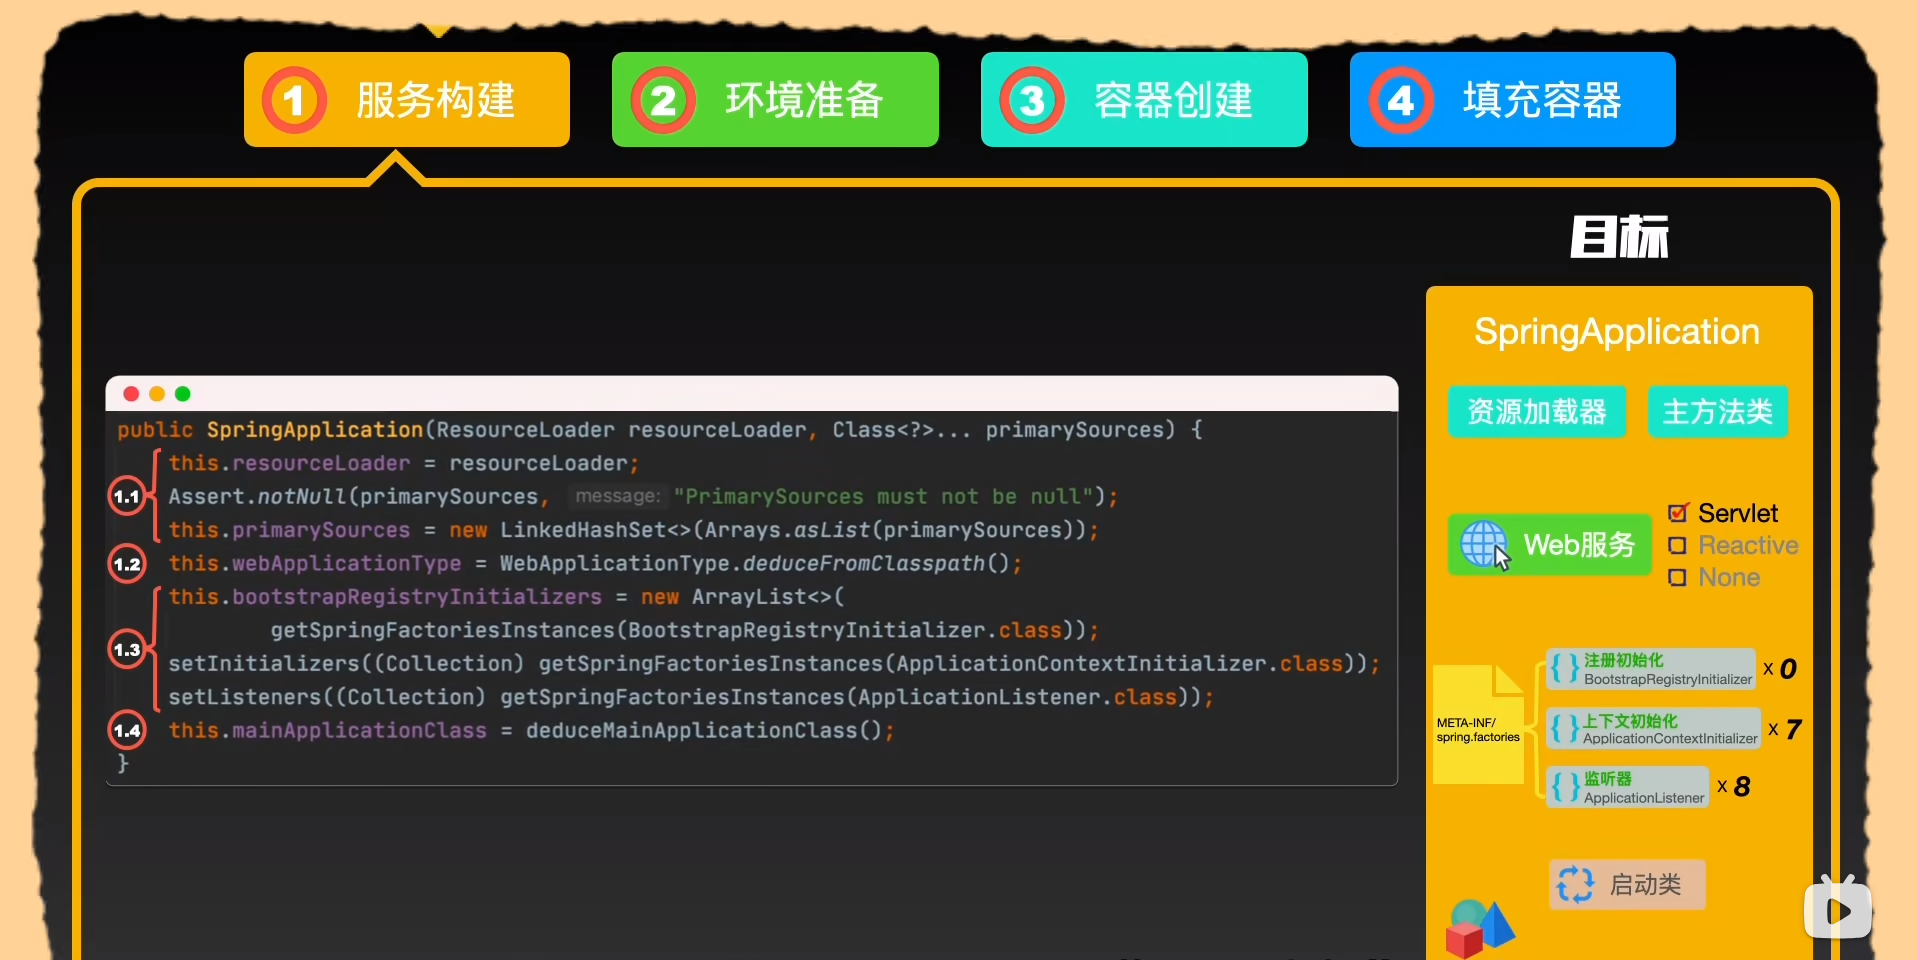 1 服务构建
2 环境准备
3 容器创建
4 填充容器
目标
public SpringApplication(ResourceLoader resourceLoader, Class<?>... primarySources) {
this.resourceLoader = resourceLoader;
1.1
Assert.notNull(primarySources, message: "PrimarySources must not be null");
this.primarySources = new LinkedHashSet<>(Arrays.asList(primarySources));
1.2
this.webApplicationType = WebApplicationType.deduceFromClasspath();
this.bootstrapRegistryInitializers = new ArrayList<>(
getSpringFactoriesInstances(BootstrapRegistryInitializer.class));
1.3
setInitializers((Collection) getSpringFactoriesInstances(ApplicationContextInitializer.class));
setListeners((Collection) getSpringFactoriesInstances(ApplicationListener.class));
1.4
this.mainApplicationClass = deduceMainApplicationClass();
}
SpringApplication
资源加载器
主方法类
Web服务
Servlet
Reactive
None
META-INF/
spring.factories
{ } 注册初始化
BootstrapRegistryInitializer
x 0
{ } 上下文初始化
ApplicationContextInitializer
x 7
{ } 监听器
ApplicationListener
x 8
启动类